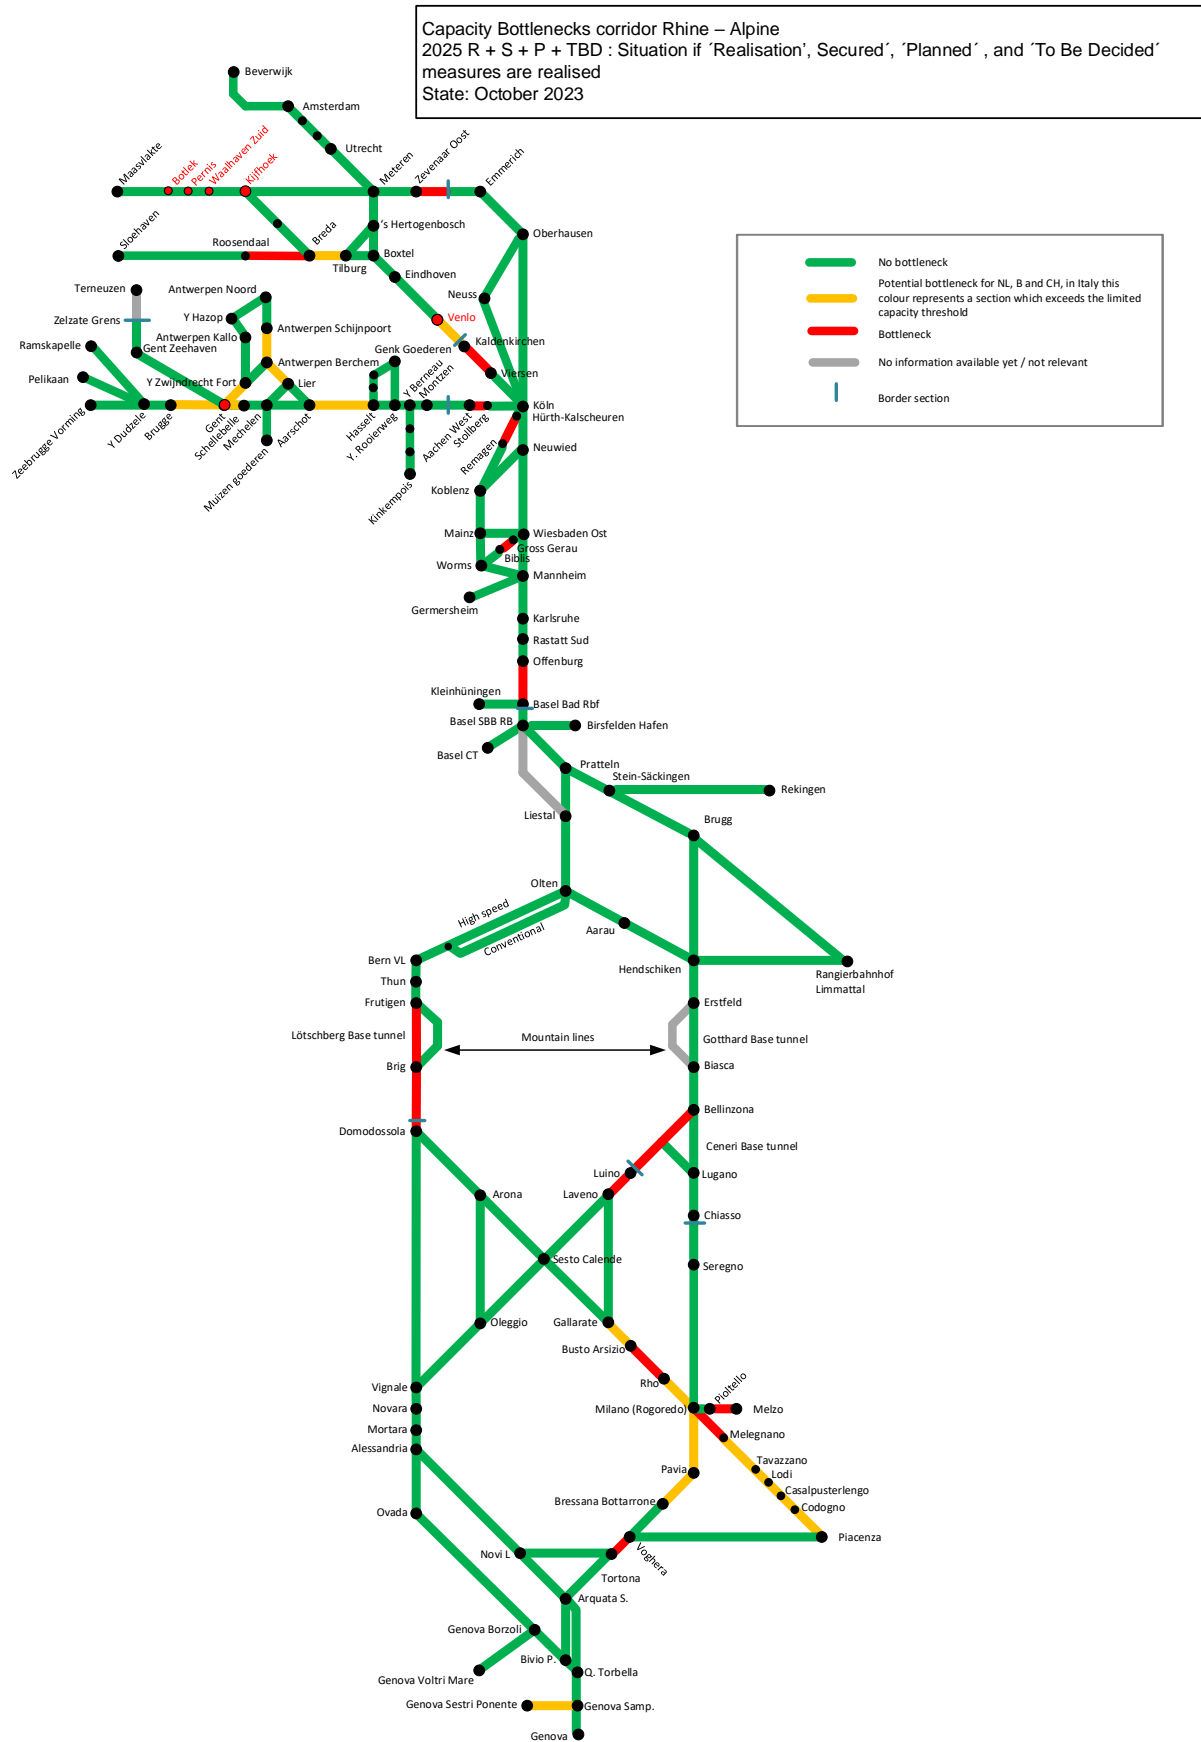 Capacity Bottlenecks corridor Rhine – Alpine
2025 R + S + P + TBD : Situation if ´Realisation', Secured´, ´Planned´ , and ´To Be Decided´
measures are realised
State: October 2023
Beverwijk
Amsterdam
Utrecht
Maasvlakte
Botlek
Pernis
Waalhaven Zuid
Kijfhoek
Meteren
Zevenaar Oost
Emmerich
Sloehaven
Roosendaal
Breda
's Hertogenbosch
Tilburg
Boxtel
Oberhausen
Eindhoven
Neuss
Venlo
Kaldenkirchen
Viersen
Terneuzen
Zelzate Grens
Gent Zeehaven
Ramskapelle
Pelikaan
Zeebrugge Vorming
Y Dudzele
Brugge
Antwerpen Noord
Y Hazop
Antwerpen Kallo
Antwerpen Schijnpoort
Antwerpen Berchem
Y Zwijndrecht Fort
Lier
Gent
Schellebelle
Mechelen
Muizen goederen
Aarschot
Genk Goederen
Hasselt
Y. Rooierweg
Y Berneau
Montzen
Kinkempois
Aachen West
Stollberg
Köln
Hürth-Kalscheuren
Remagen
Neuwied
Koblenz
Mainz
Wiesbaden Ost
Gross Gerau
Biblis
Worms
Mannheim
Germersheim
Karlsruhe
Rastatt Sud
Offenburg
Kleinhüningen
Basel Bad Rbf
Basel SBB RB
Birsfelden Hafen
Basel CT
Pratteln
Stein-Säckingen
Rekingen
Liestal
Brugg
Olten
High speed
Conventional
Aarau
Bern VL
Hendschiken
Rangierbahnhof
Limmattal
Thun
Frutigen
Erstfeld
Lötschberg Base tunnel
Mountain lines
Gotthard Base tunnel
Brig
Biasca
Bellinzona
Domodossola
Ceneri Base tunnel
Luino
Lugano
Arona
Laveno
Chiasso
Sesto Calende
Seregno
Oleggio
Gallarate
Busto Arsizio
Rho
Vignale
Novara
Milano (Rogoredo)
Pioltello
Melzo
Mortara
Melegnano
Alessandria
Tavazzano
Lodi
Casalpusterlengo
Codogno
Pavia
Bressana Bottarrone
Ovada
Piacenza
Voghera
Novi L
Tortona
Arquata S.
Genova Borzoli
Bivio P.
Q. Torbella
Genova Voltri Mare
Genova Sestri Ponente
Genova Samp.
Genova
No bottleneck
Potential bottleneck for NL, B and CH, in Italy this
colour represents a section which exceeds the limited
capacity threshold
Bottleneck
No information available yet / not relevant
Border section